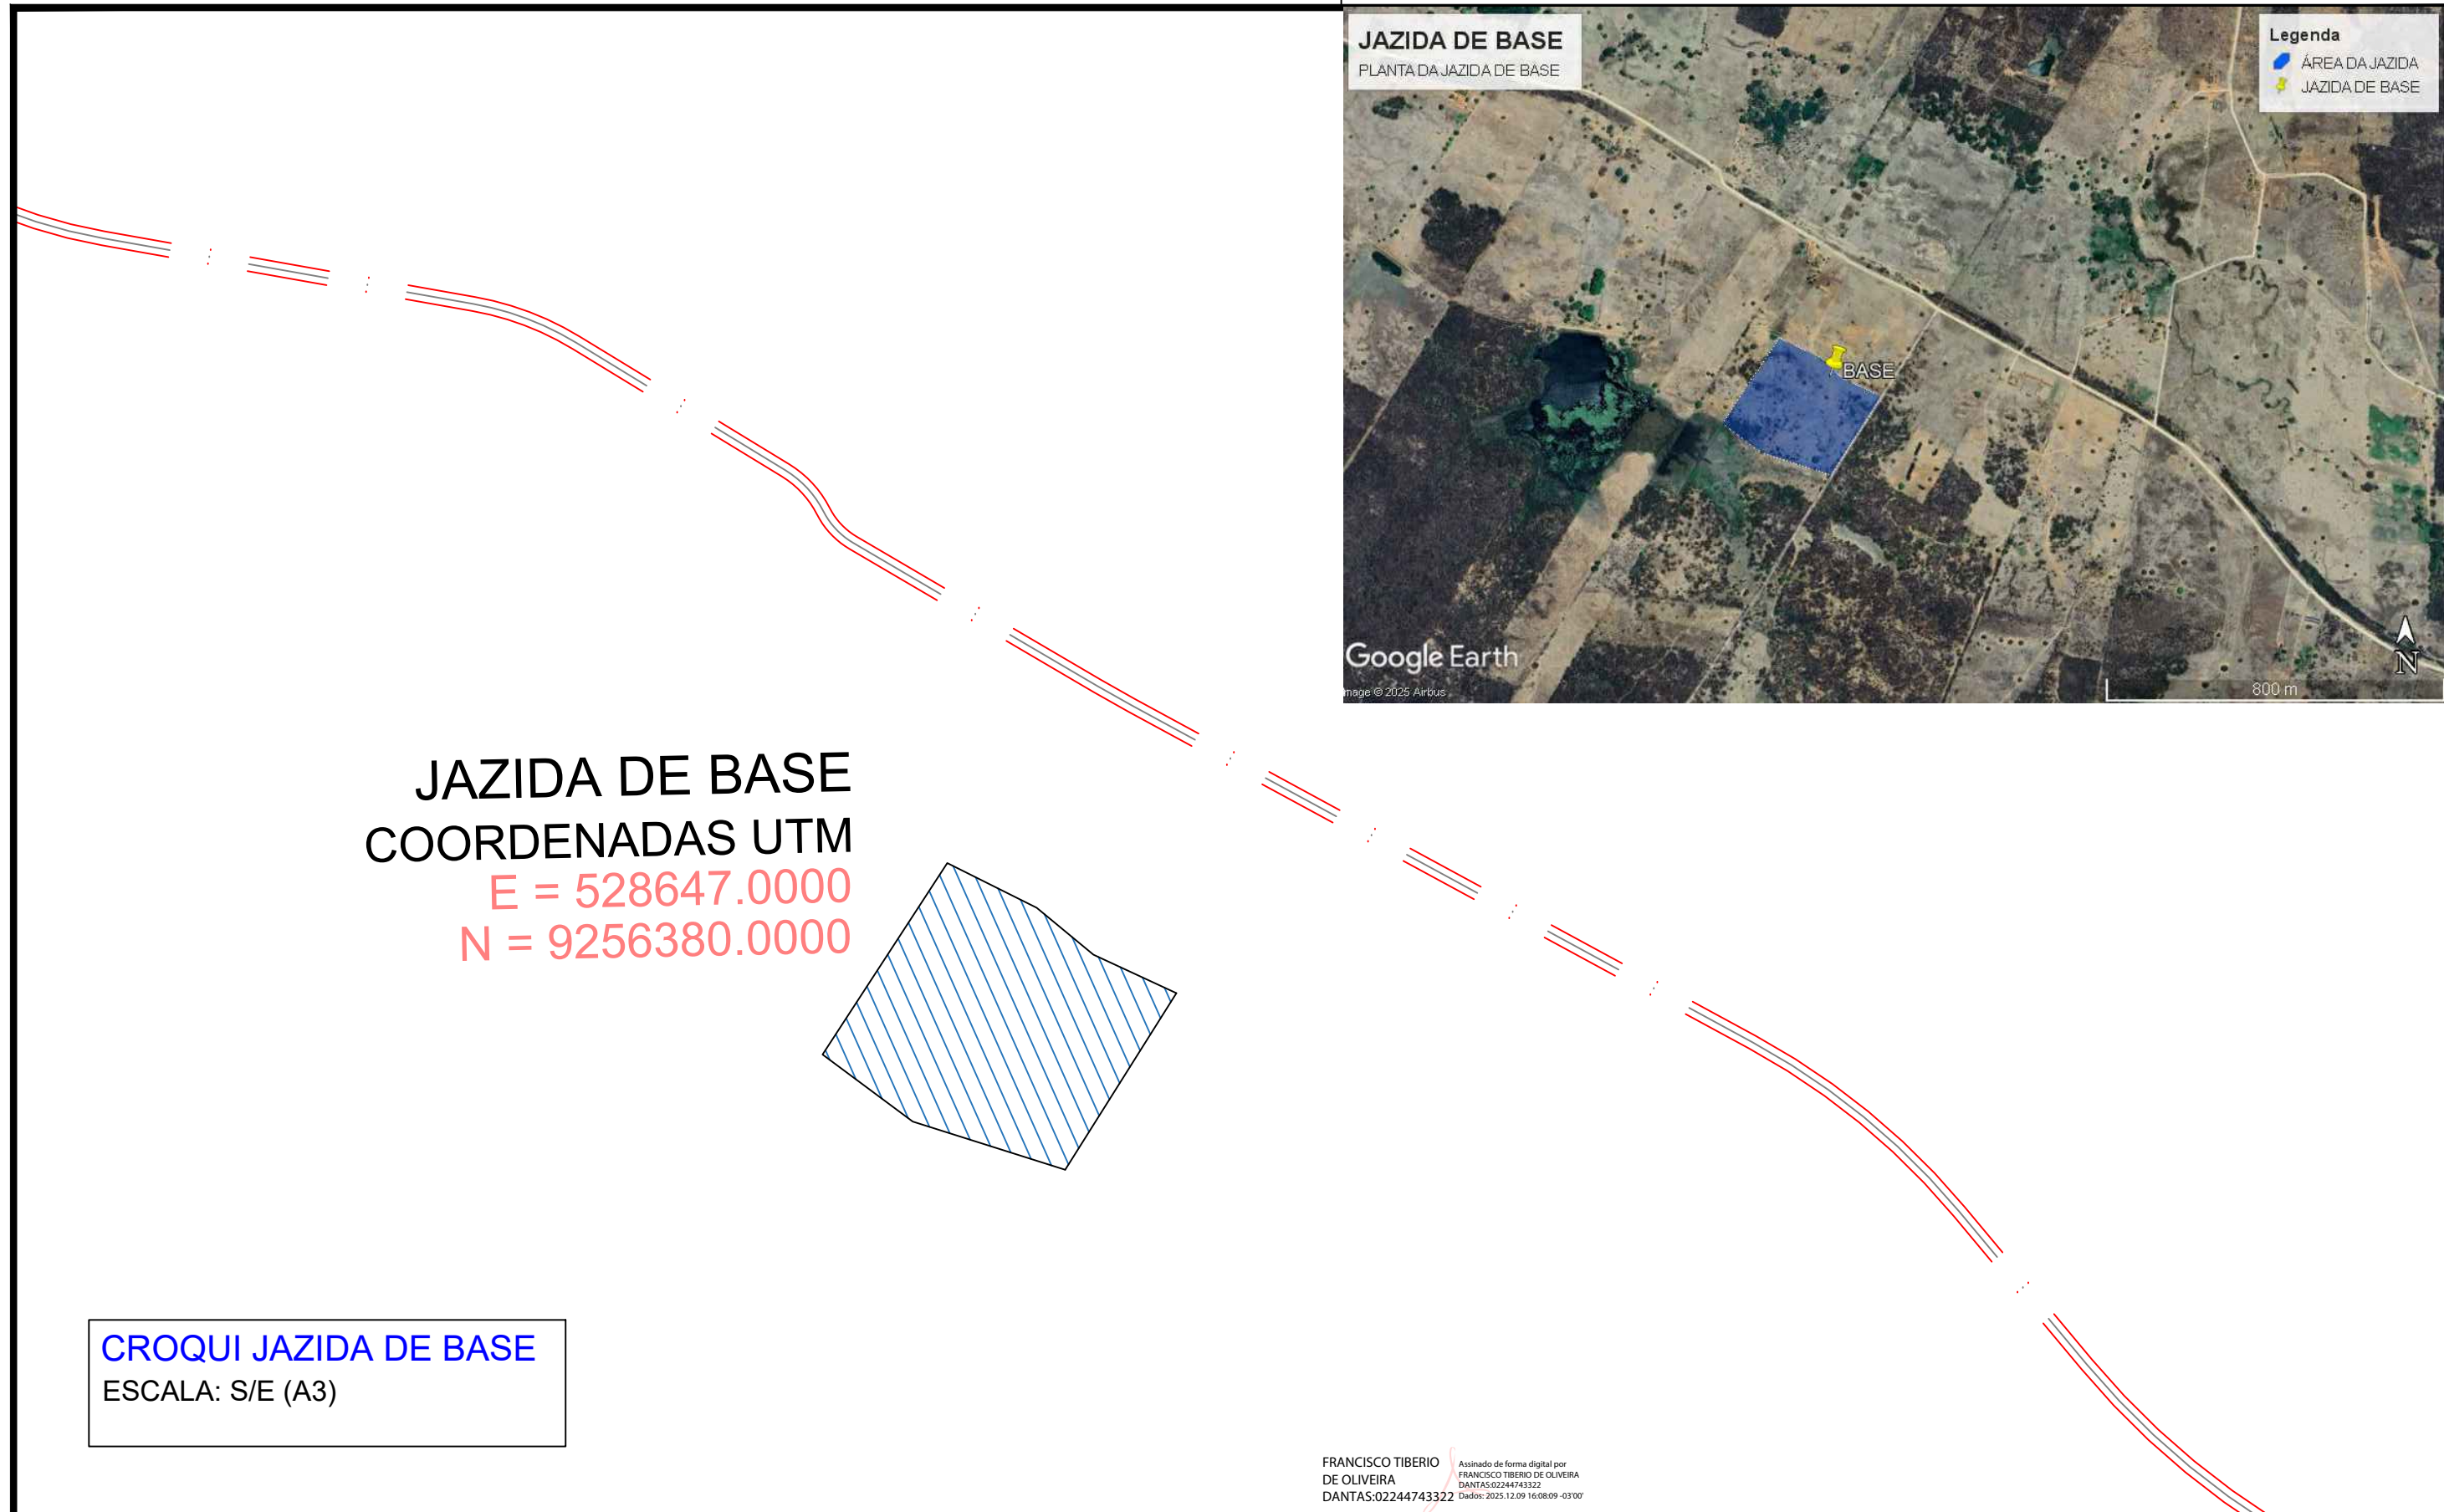 JAZIDA DE BASE
PLANTA DA JAZIDA DE BASE
Legenda
ÁREA DA JAZIDA
JAZIDA DE BASE
BASE
Google Earth
mage © 2025 Airbus
N
800 m
JAZIDA DE BASE
COORDENADAS UTM
E = 528647.0000
N = 9256380.0000
CROQUI JAZIDA DE BASE
ESCALA: S/E (A3)
FRANCISCO TIBERIO
DE OLIVEIRA
DANTAS:02244743322
Assinado de forma digital por
FRANCISCO TIBERIO DE OLIVEIRA
DANTAS:02244743322
Dados: 2025.12.09 16:08:09 -03'00'